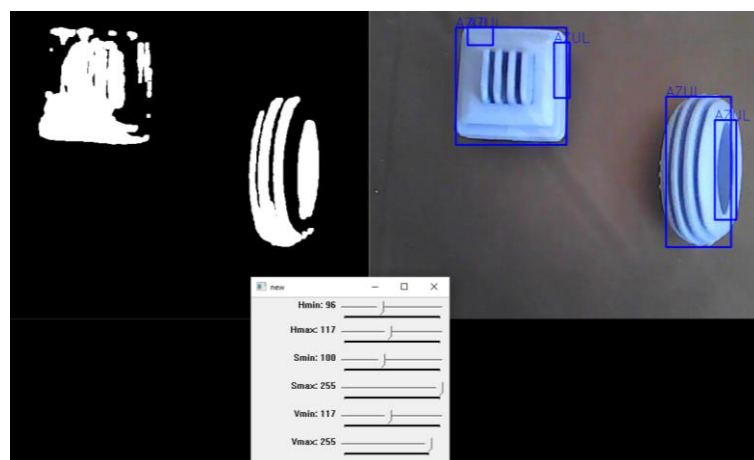 AZUL
AZUL
AZUL
AZUL
AZUL
new
Hmin: 96
Hmax: 117
Smin: 100
Smax: 255
Vmin: 117
Vmax: 255